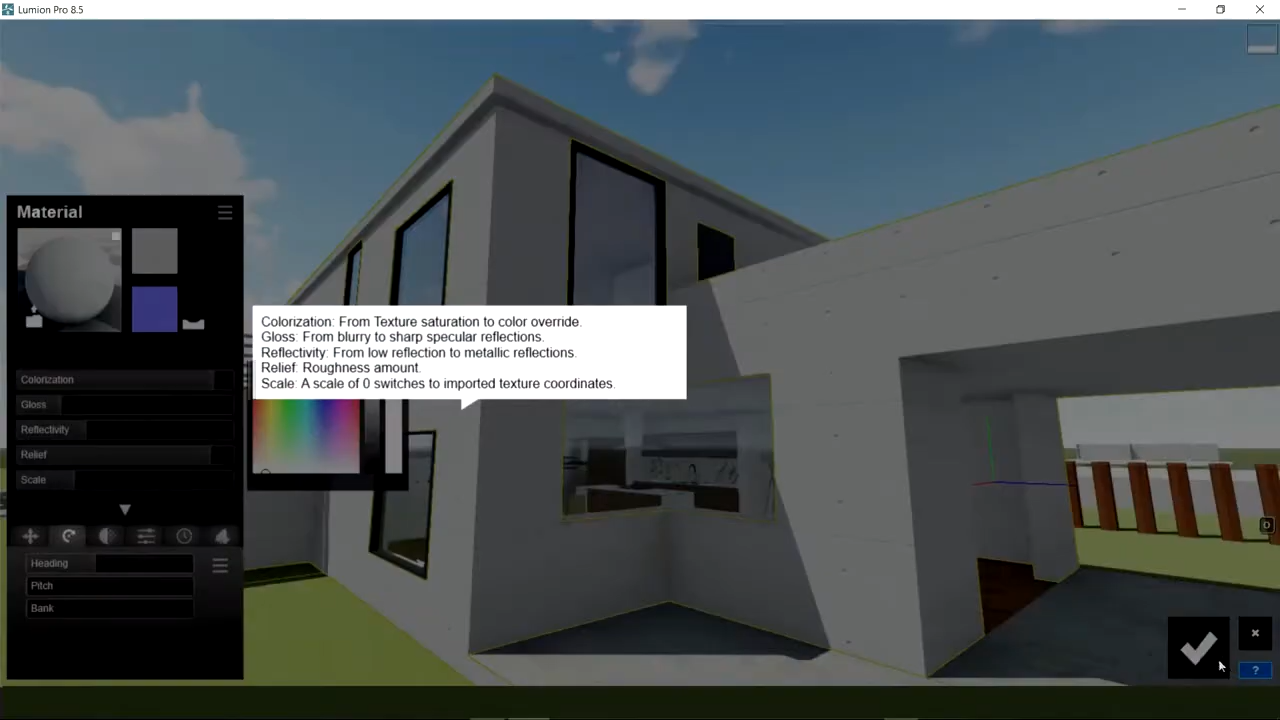 Lumion Pro 8.5
Material
Colorization: From Texture saturation to color override.
Gloss: From blurry to sharp specular reflections.
Reflectivity: From low reflection to metallic reflections.
Relief: Roughness amount.
Scale: A scale of 0 switches to imported texture coordinates.
Colorization
Gloss
Reflectivity
Relief
Scale
Heading
Pitch
Bank
?